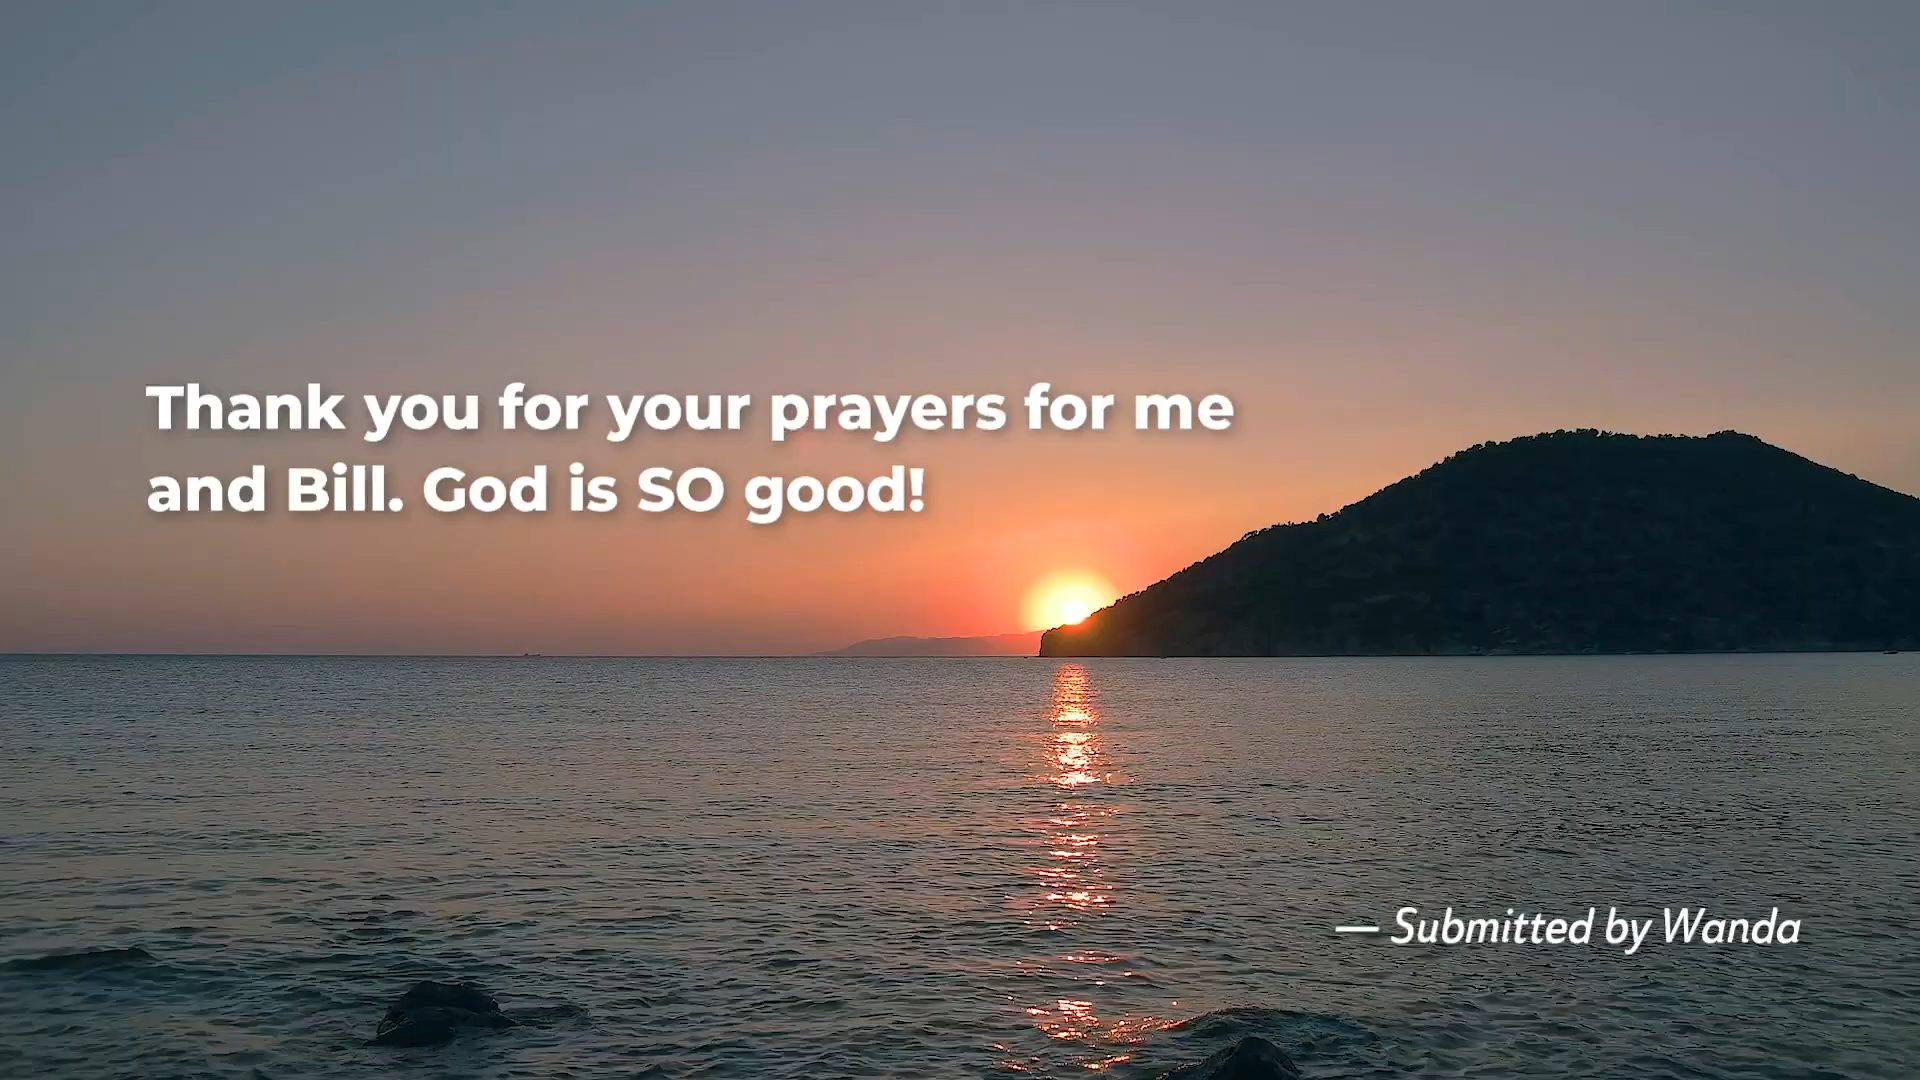 Thank you for your prayers for me
and Bill. God is SO good!
— Submitted by Wanda